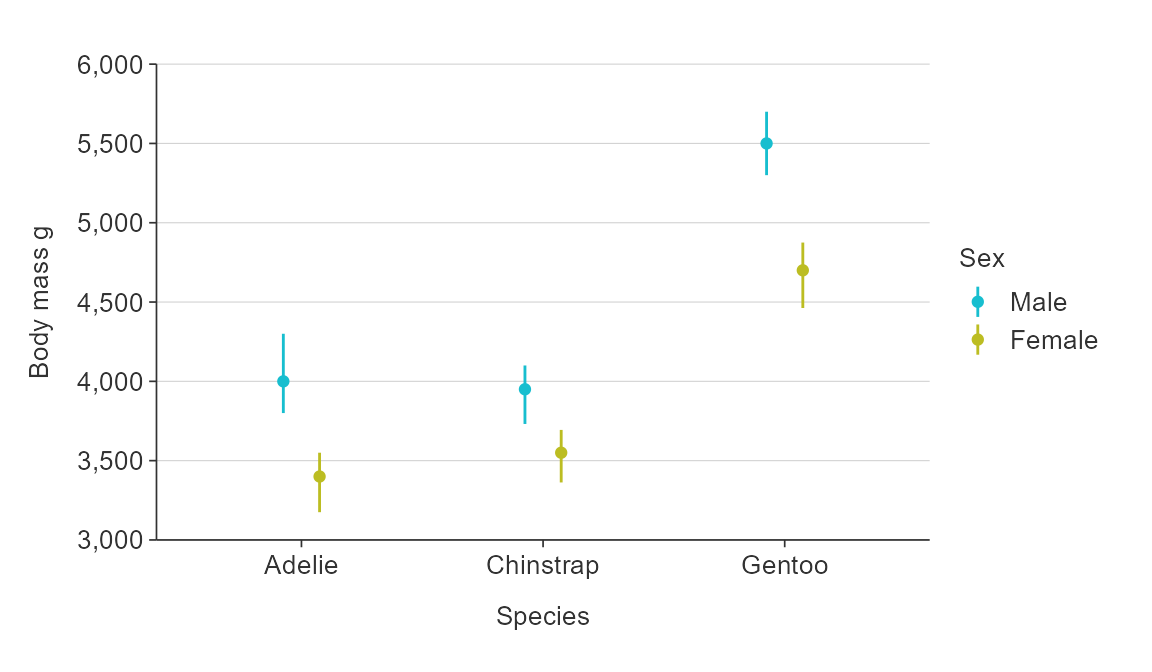 6,000
5,500
5,000
4,500
4,000
3,500
3,000
Body mass g
Adelie
Chinstrap
Gentoo
Species
Sex
Male
Female